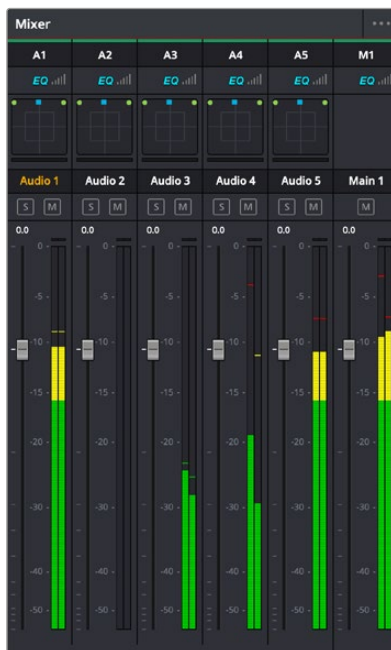 Mixer
A1 A2 A3 A4 A5 M1
EQ EQ EQ EQ EQ EQ
Audio 1 Audio 2 Audio 3 Audio 4 Audio 5 Main 1
S M S M S M S M S M M
0.0 0.0 0.0 0.0 0.0 0.0
0 0 0 0 0 0
-5 -5 -5 -5 -5 -5
-10 -10 -10 -10 -10 -10
-15 -15 -15 -15 -15 -15
-20 -20 -20 -20 -20 -20
-30 -30 -30 -30 -30 -30
-40 -40 -40 -40 -40 -40
-50 -50 -50 -50 -50 -50